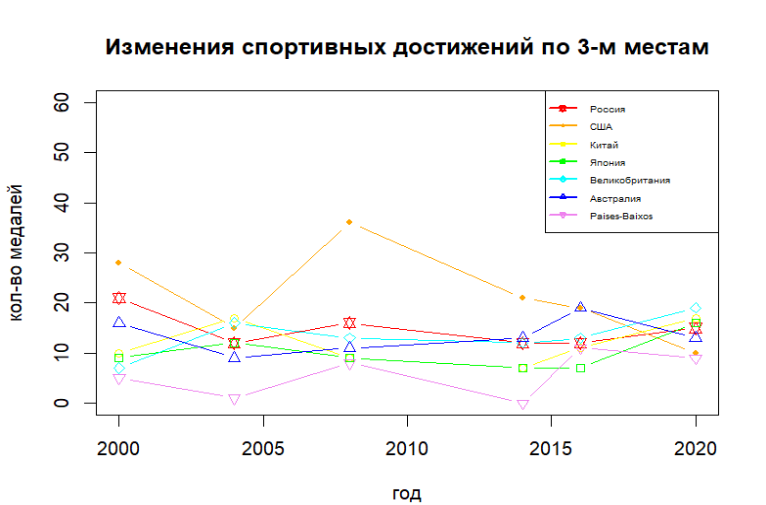 Изменения спортивных достижений по 3-м местам
кол-во медалей
60
50
40
30
20
10
0
Россия
США
Китай
Япония
Великобритания
Австралия
Paises-Baixos
2000 2005 2010 2015 2020
год